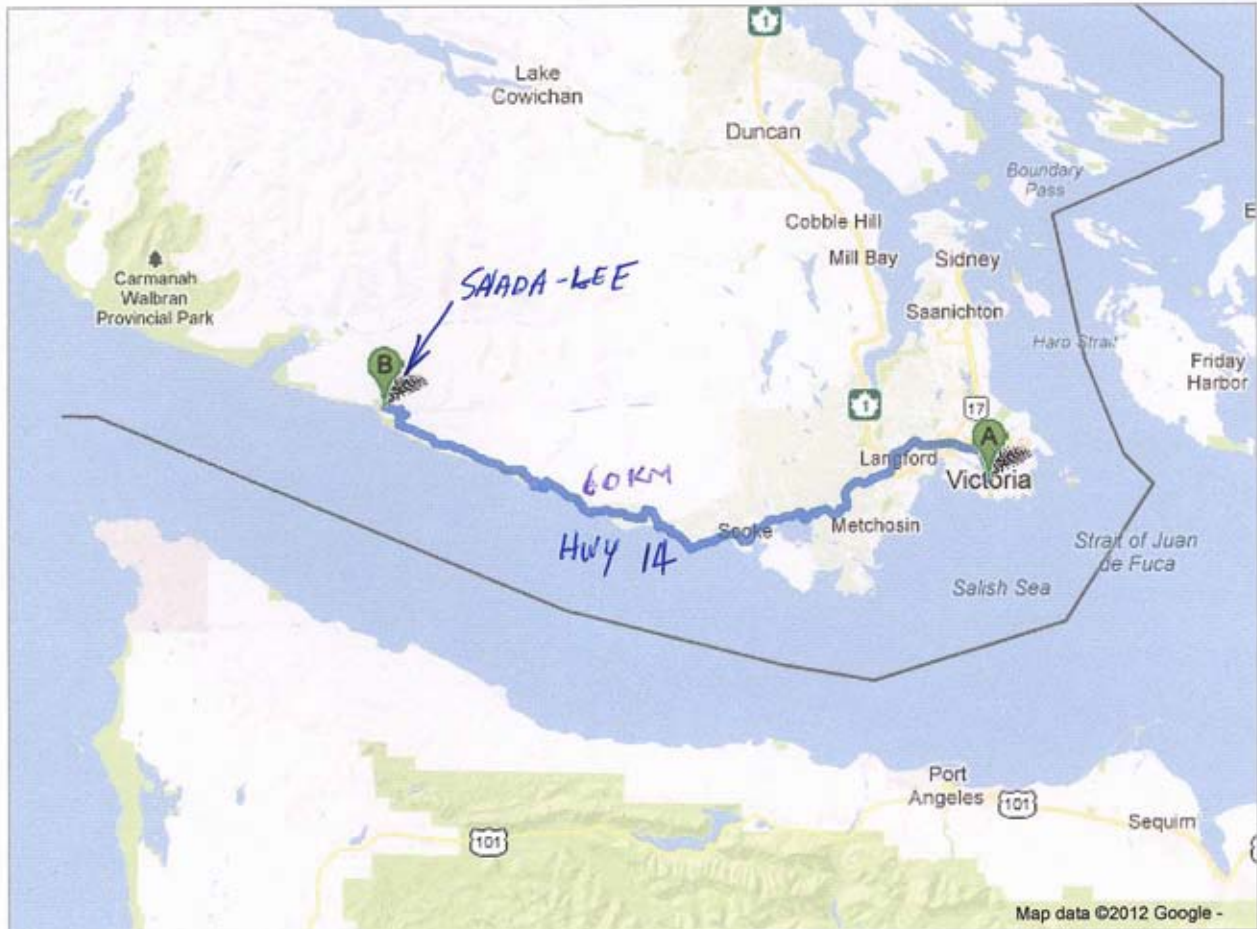 1
Lake
Cowichan
Duncan
Boundary
Pass
Cobble Hill
Mill Bay
Sidney
Carmanah
Walbran
Provincial Park
SHADA-LEE
Saanichton
Haro Strait
B
Friday
Harbor
1
17
A
Langford
Victoria
60KM
Sooke
Metchosin
HWY 14
Strait of Juan
de Fuca
Salish Sea
Port
Angeles
101
Sequim
101
Map data ©2012 Google -